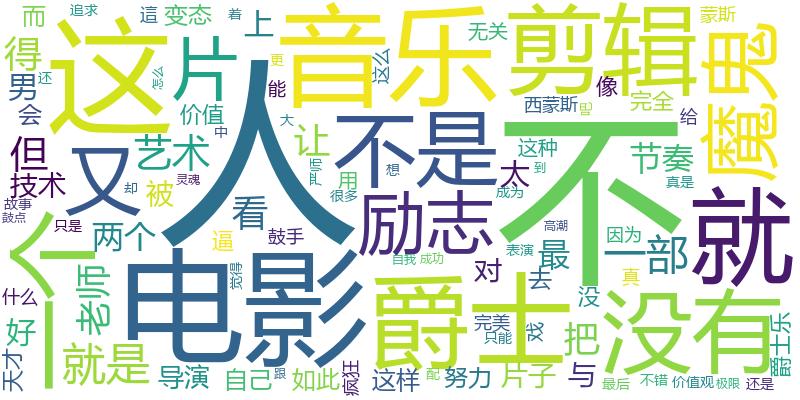 追求
這
变态
着
上
而
得
还
男
会
但
技术
故事
鼓点
只是
这
片
怎么
价值
中
却
灵魂
艺术
又
被
人
音乐
能
更
大
让
严师
用
很多
想
无关
这么
剪辑
西蒙斯
像
完全
给
蒙斯
魔鬼
不是
太
这种
到
成为
节奏
真是
不
励志
就
看
两个
逼
鼓手
觉得
自我
成功
表演
高潮
最
因为
一部
真
对
去
没
没有
一个
老师
电影
爵士
什么
好
天才
就是
导演
自己
如此
跟
疯狂
这样
配
努力
完美
只能
戏
片子
把
与
最后
不错
价值观
极限
还是
爵士乐